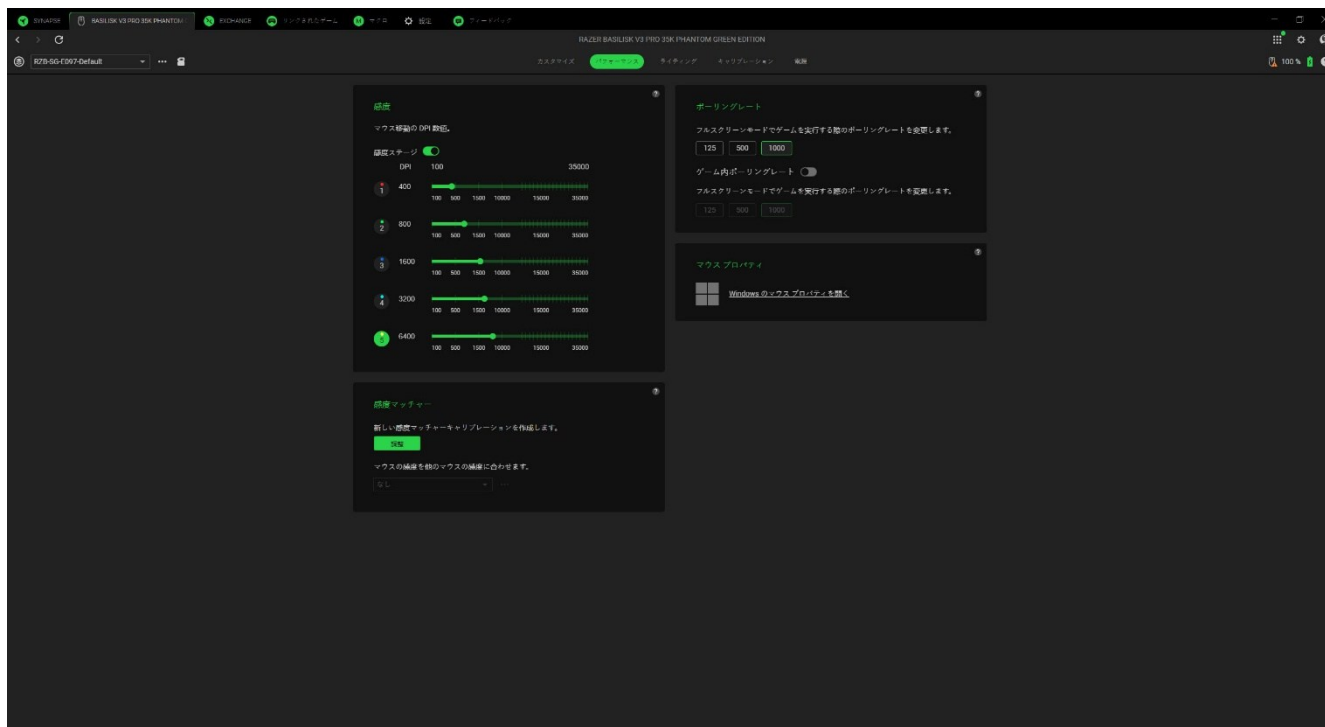 SYNAPSE
BASILISK V3 PRO 35K PHANTOM
EXCHANGE
リンクされたゲーム
マクロ
設定
フィードバック
RAZER BASILISK V3 PRO 35K PHANTOM GREEN EDITION
RZB-SG-E097-Default
カスタマイズ
パフォーマンス
ライティング
キャリブレーション
電源
100 %
感度
マウス移動の DPI 数値。
感度ステージ
DPI 100 35000
1 400
100 500 1500 10000 15000 35000
2 800
100 500 1500 10000 15000 35000
3 1600
100 500 1500 10000 15000 35000
4 3200
100 500 1500 10000 15000 35000
5 6400
100 500 1500 10000 15000 35000
感度マッチャー
新しい感度マッチャーキャリブレーションを作成します。
調整
マウスの感度を他のマウスの感度に合わせます。
なし
ポーリングレート
フルスクリーンモードでゲームを実行する際のポーリングレートを変更します。
125 500 1000
ゲーム内ポーリングレート
フルスクリーンモードでゲームを実行する際のポーリングレートを変更します。
125 500 1000
マウス プロパティ
Windows のマウス プロパティを開く